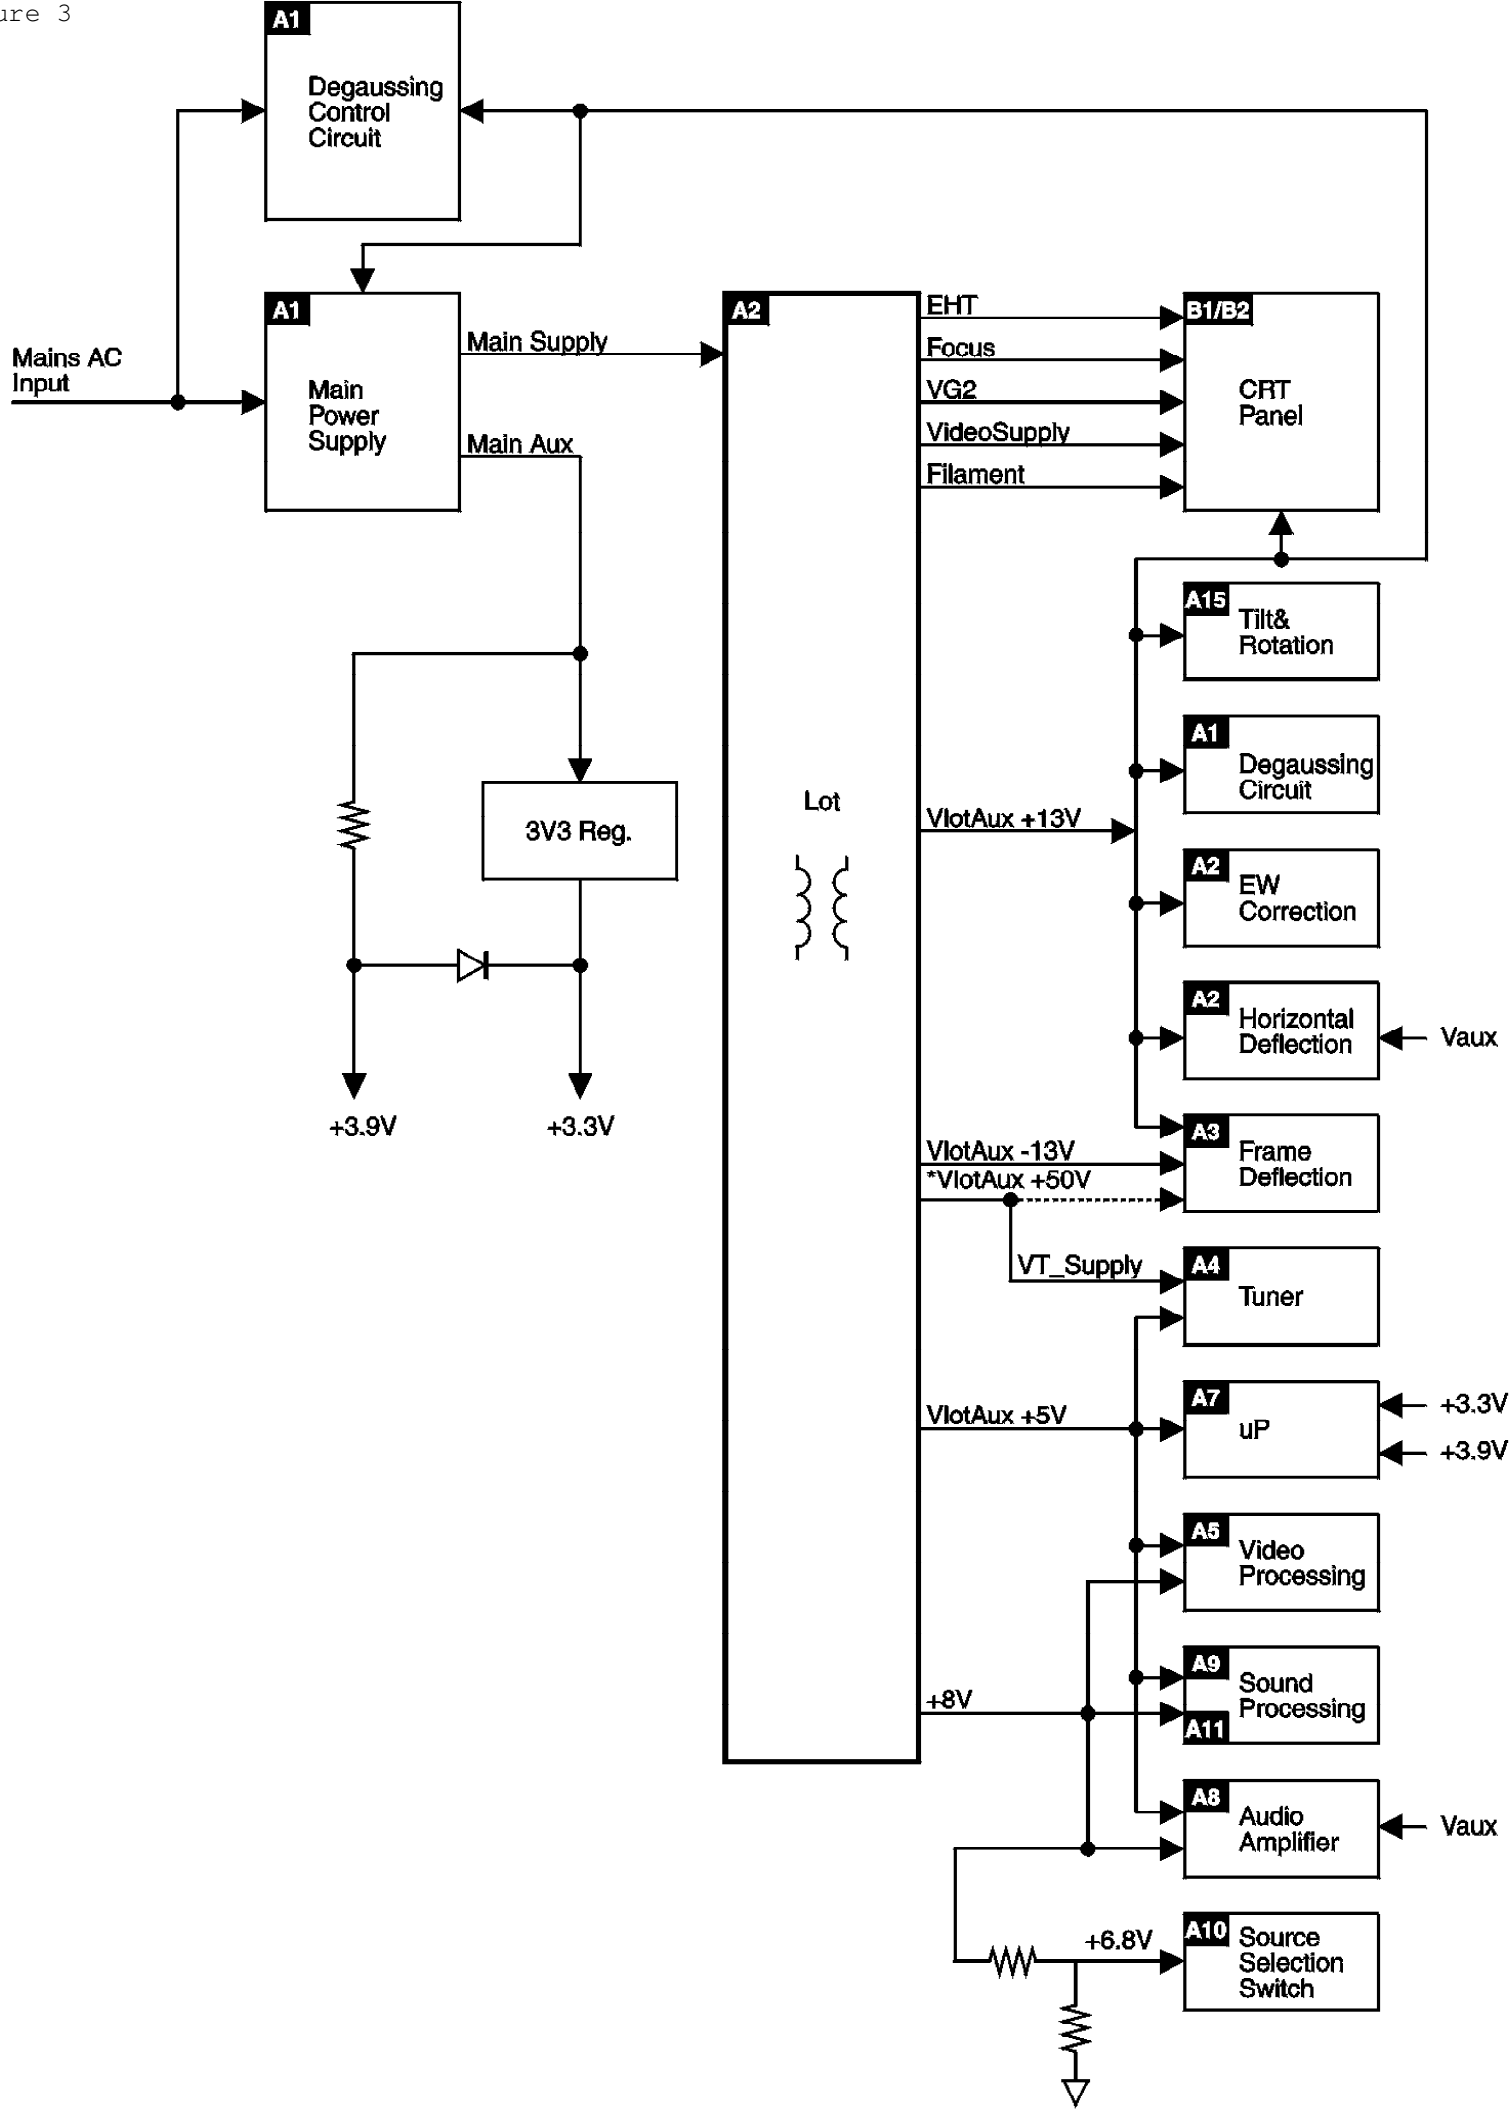 ure 3
A1
Degaussing
Control
Circuit
Mains AC
Input
A1
Main
Power
Supply
Main Supply
Main Aux
3V3 Reg.
+3.9V
+3.3V
A2
Lot
EHT
Focus
VG2
VideoSupply
Filament
B1/B2
CRT
Panel
A15
Tilt&
Rotation
A1
Degaussing
Circuit
VlotAux +13V
A2
EW
Correction
A2
Horizontal
Deflection
Vaux
VlotAux -13V
*VlotAux +50V
A3
Frame
Deflection
VT_Supply
A4
Tuner
VlotAux +5V
A7
uP
+3.3V
+3.9V
A5
Video
Processing
+8V
A9
Sound
Processing
A11
A8
Audio
Amplifier
Vaux
+6.8V
A10
Source
Selection
Switch